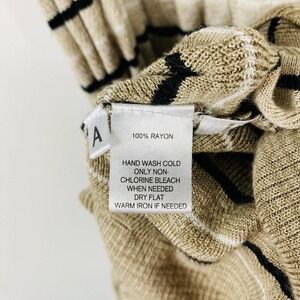 A
100% RAYON
HAND WASH COLD
ONLY NON-
CHLORINE BLEACH
WHEN NEEDED
DRY FLAT
WARM IRON IF NEEDED